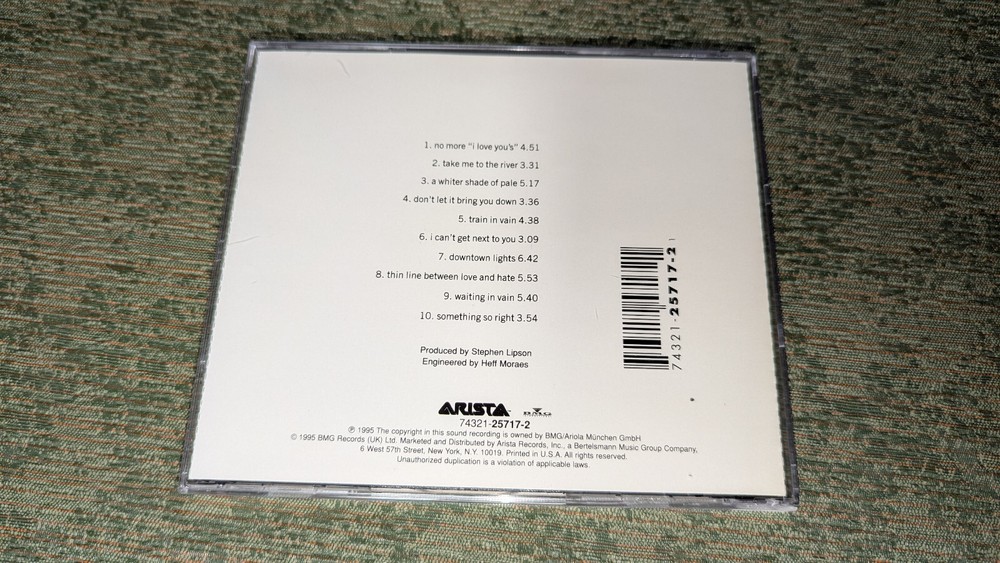 1. no more "i love you's" 4.51
2. take me to the river 3.31
3. a whiter shade of pale 5.17
4. don't let it bring you down 3.36
5. train in vain 4.38
6. i can't get next to you 3.09
7. downtown lights 6.42
8. thin line between love and hate 5.53
9. waiting in vain 5.40
10. something so right 3.54
Produced by Stephen Lipson
Engineered by Heff Moraes
74321-25717-2
ARISTA BMG
74321-25717-2
℗ 1995 The copyright in this sound recording is owned by BMG/Ariola München GmbH
© 1995 BMG Records (UK) Ltd. Marketed and Distributed by Arista Records, Inc., a Bertelsmann Music Group Company,
6 West 57th Street, New York, N.Y. 10019. Printed in U.S.A. All rights reserved.
Unauthorized duplication is a violation of applicable laws.